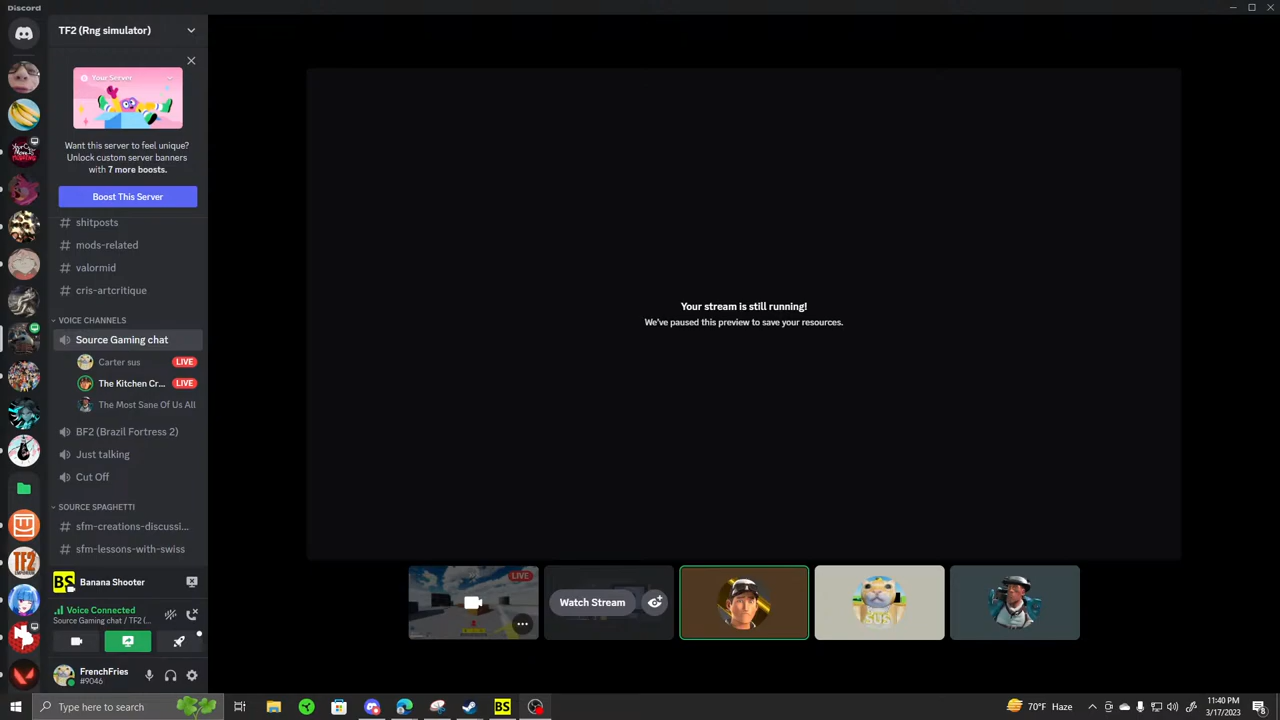 Discord
TF2 (Rng simulator)
Your Server
Want this server to feel unique?
Unlock custom server banners
with 7 more boosts.
Boost This Server
shitposts
mods-related
valormid
cris-artcritique
VOICE CHANNELS
Source Gaming chat
Carter sus LIVE
The Kitchen Cr... LIVE
The Most Sane Of Us All
BF2 (Brazil Fortress 2)
Just talking
Cut Off
SOURCE SPAGHETTI
sfm-creations-discussi...
sfm-lessons-with-swiss
BS Banana Shooter
Voice Connected
Source Gaming chat / TF2 (...
FrenchFries
#9046
Your stream is still running!
We've paused this preview to save your resources.
LIVE
Watch Stream
SUS
Type here to search
BS
70°F Haze
11:40 PM
3/17/2023
8